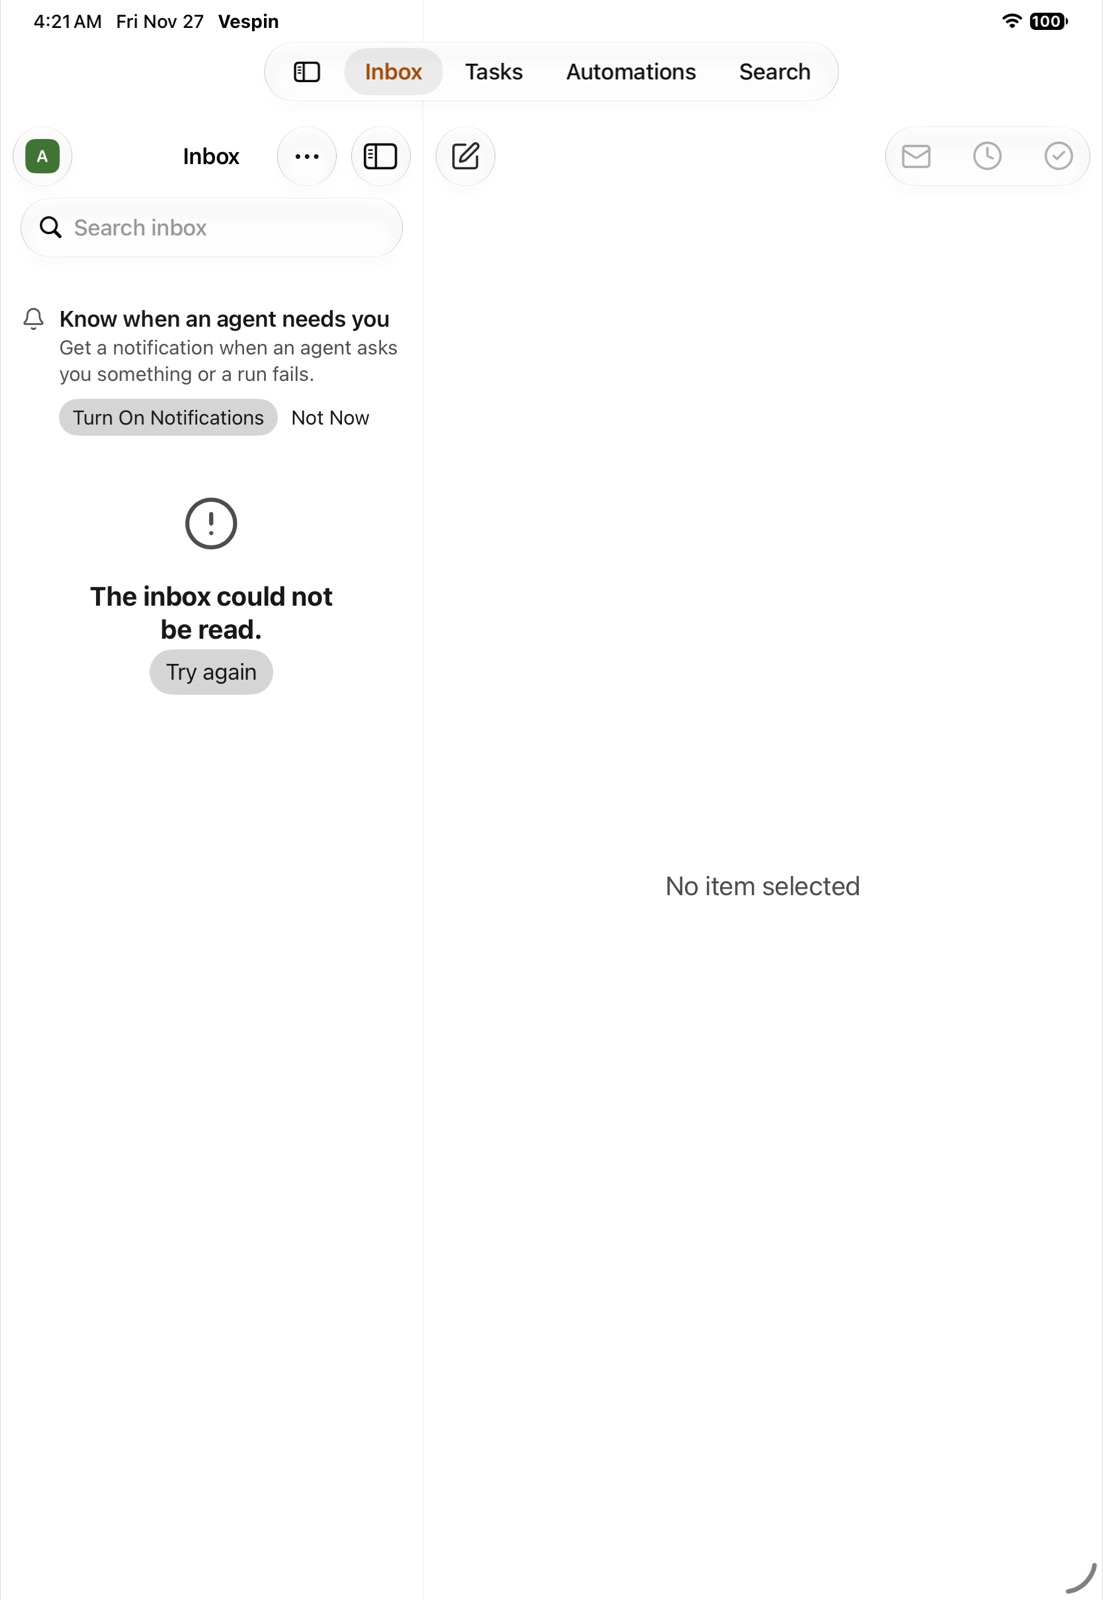 4:21 AM Fri Nov 27 Vespin
100
Inbox Tasks Automations Search
A
Inbox
Search inbox
Know when an agent needs you
Get a notification when an agent asks
you something or a run fails.
Turn On Notifications Not Now
The inbox could not
be read.
Try again
No item selected